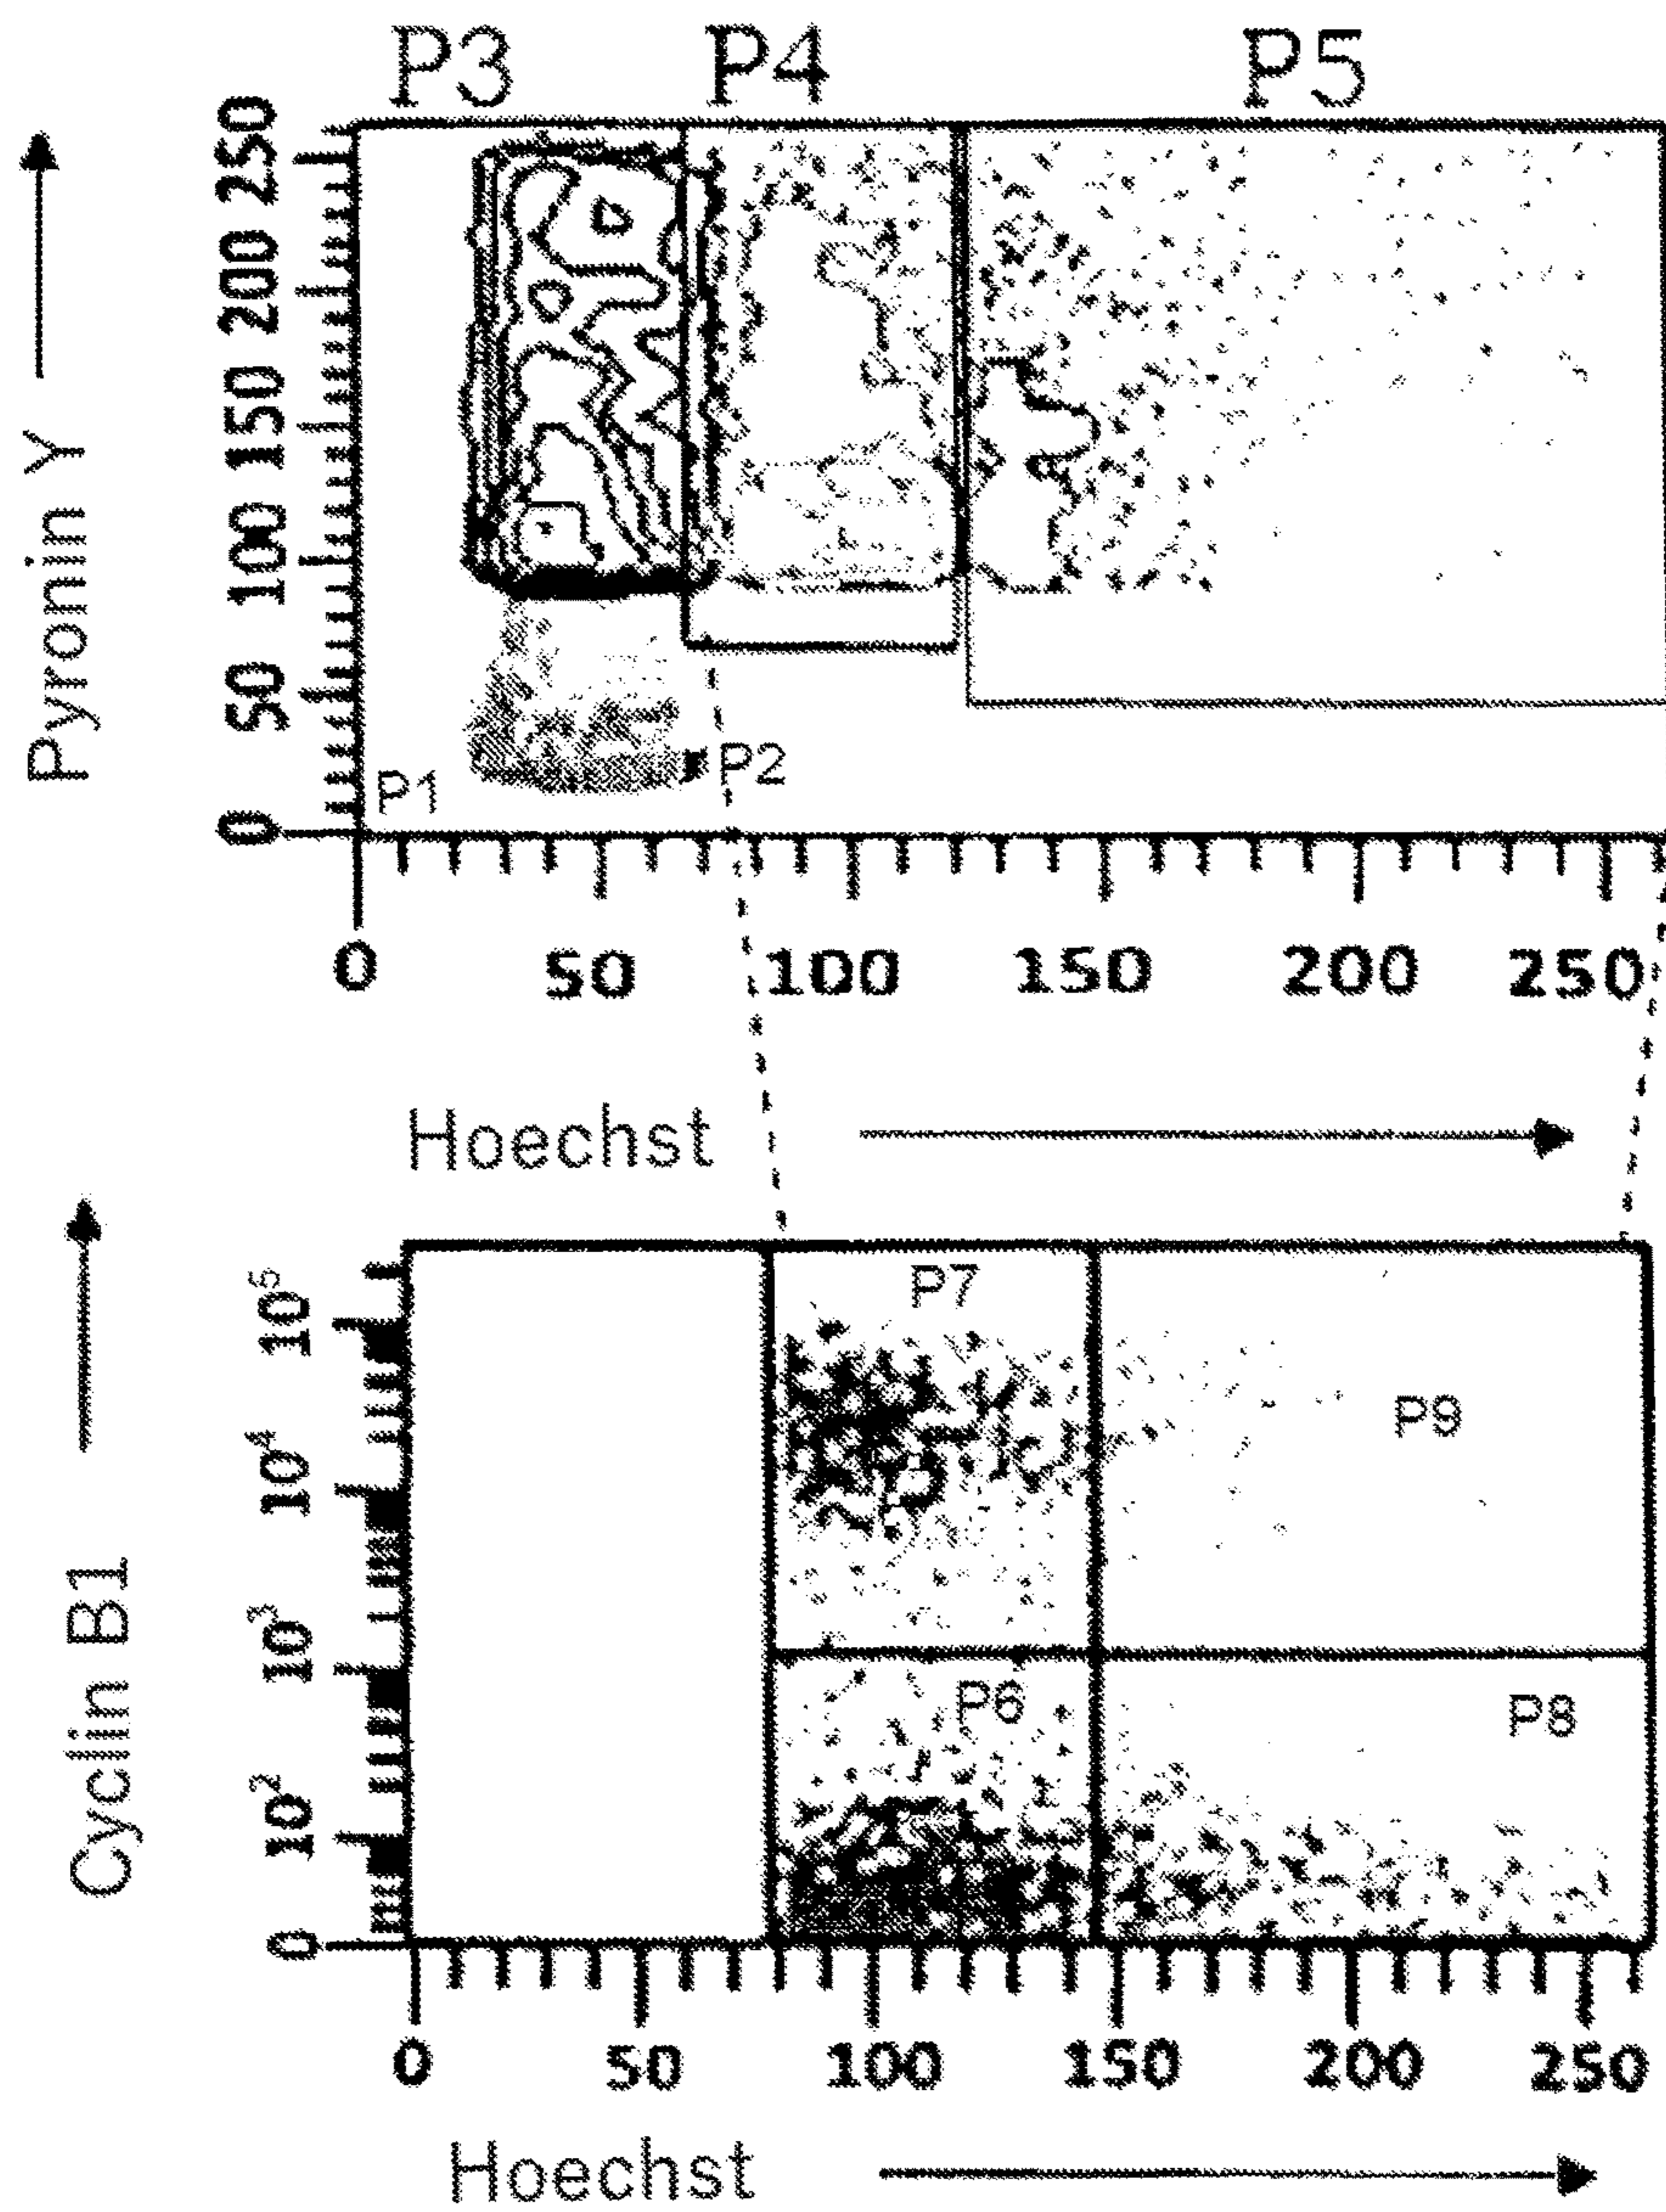 P3 P4 P5
Pyronin Y
250
200
150
100
50
0
P1 P2
0 50 100 150 200 250
Hoechst
Cyclin B1
10⁵
10⁴
10³
10²
0
P7
P9
P6
P8
0 50 100 150 200 250
Hoechst